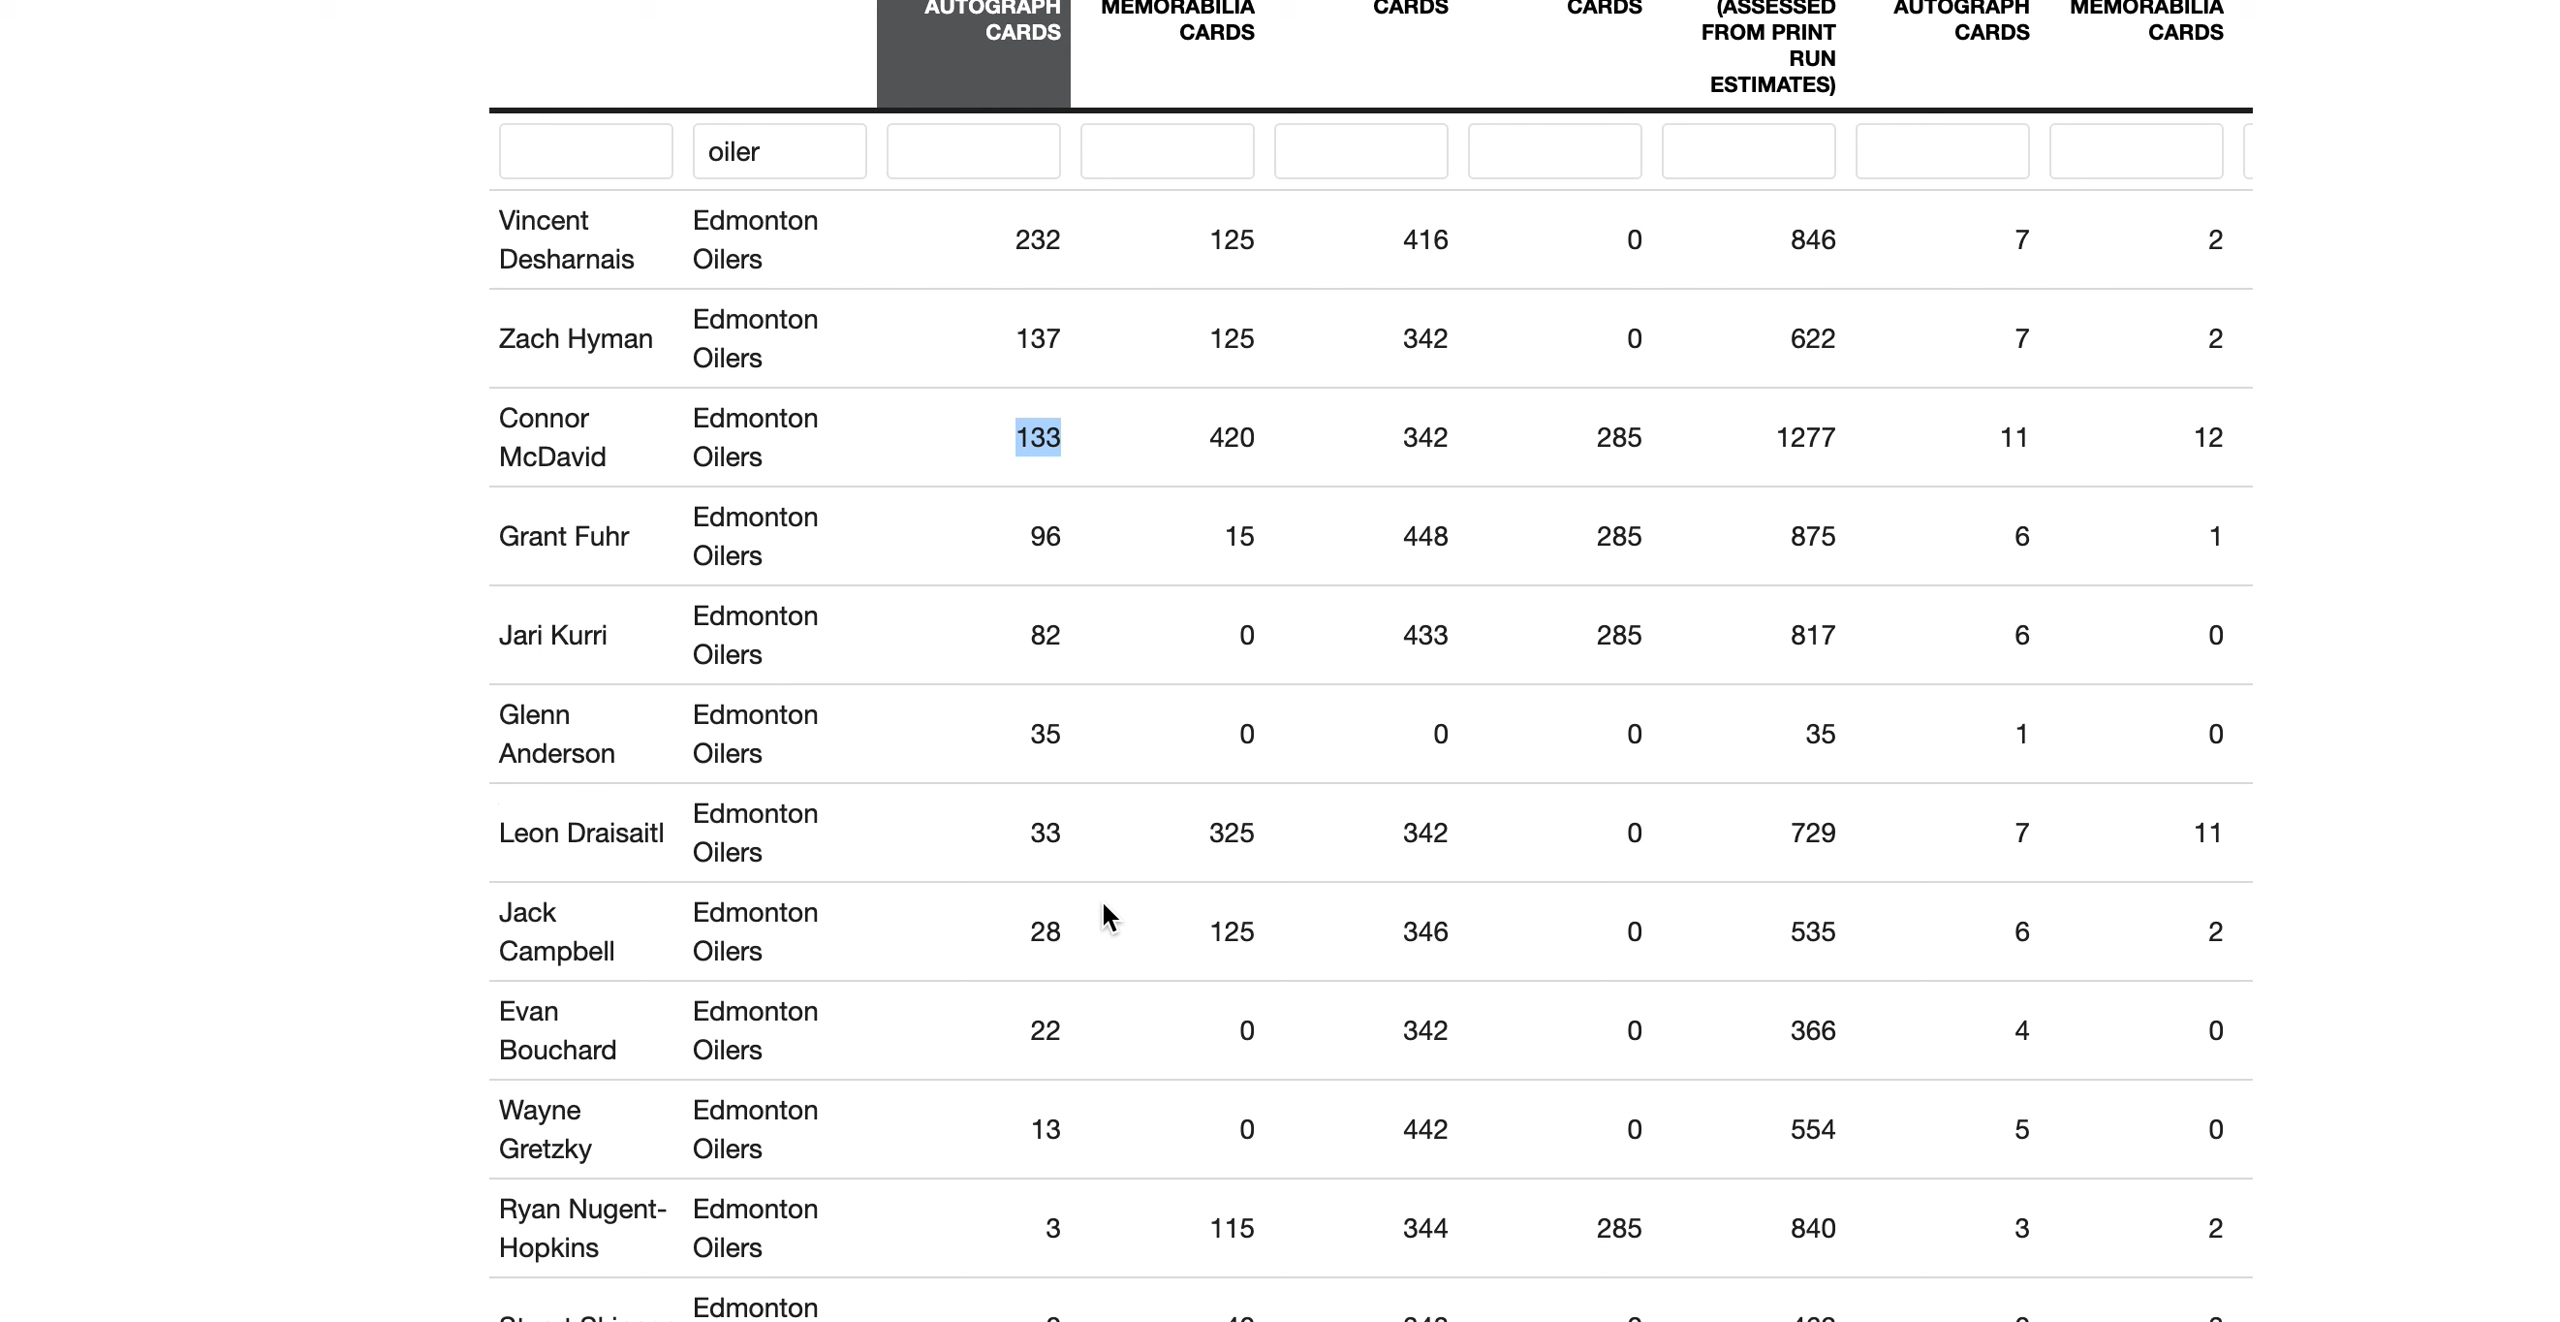 AUTOGRAPH MEMORABILIA CARDS CARDS (ASSESSED AUTOGRAPH MEMORABILIA
CARDS CARDS FROM PRINT CARDS CARDS
RUN
ESTIMATES)
oiler
Vincent Edmonton
Desharnais Oilers 232 125 416 0 846 7 2
Zach Hyman Edmonton
Oilers 137 125 342 0 622 7 2
Connor Edmonton
McDavid Oilers 133 420 342 285 1277 11 12
Grant Fuhr Edmonton
Oilers 96 15 448 285 875 6 1
Jari Kurri Edmonton
Oilers 82 0 433 285 817 6 0
Glenn Edmonton
Anderson Oilers 35 0 0 0 35 1 0
Leon Draisaitl Edmonton
Oilers 33 325 342 0 729 7 11
Jack Edmonton
Campbell Oilers 28 125 346 0 535 6 2
Evan Edmonton
Bouchard Oilers 22 0 342 0 366 4 0
Wayne Edmonton
Gretzky Oilers 13 0 442 0 554 5 0
Ryan Nugent- Edmonton
Hopkins Oilers 3 115 344 285 840 3 2
Edmonton